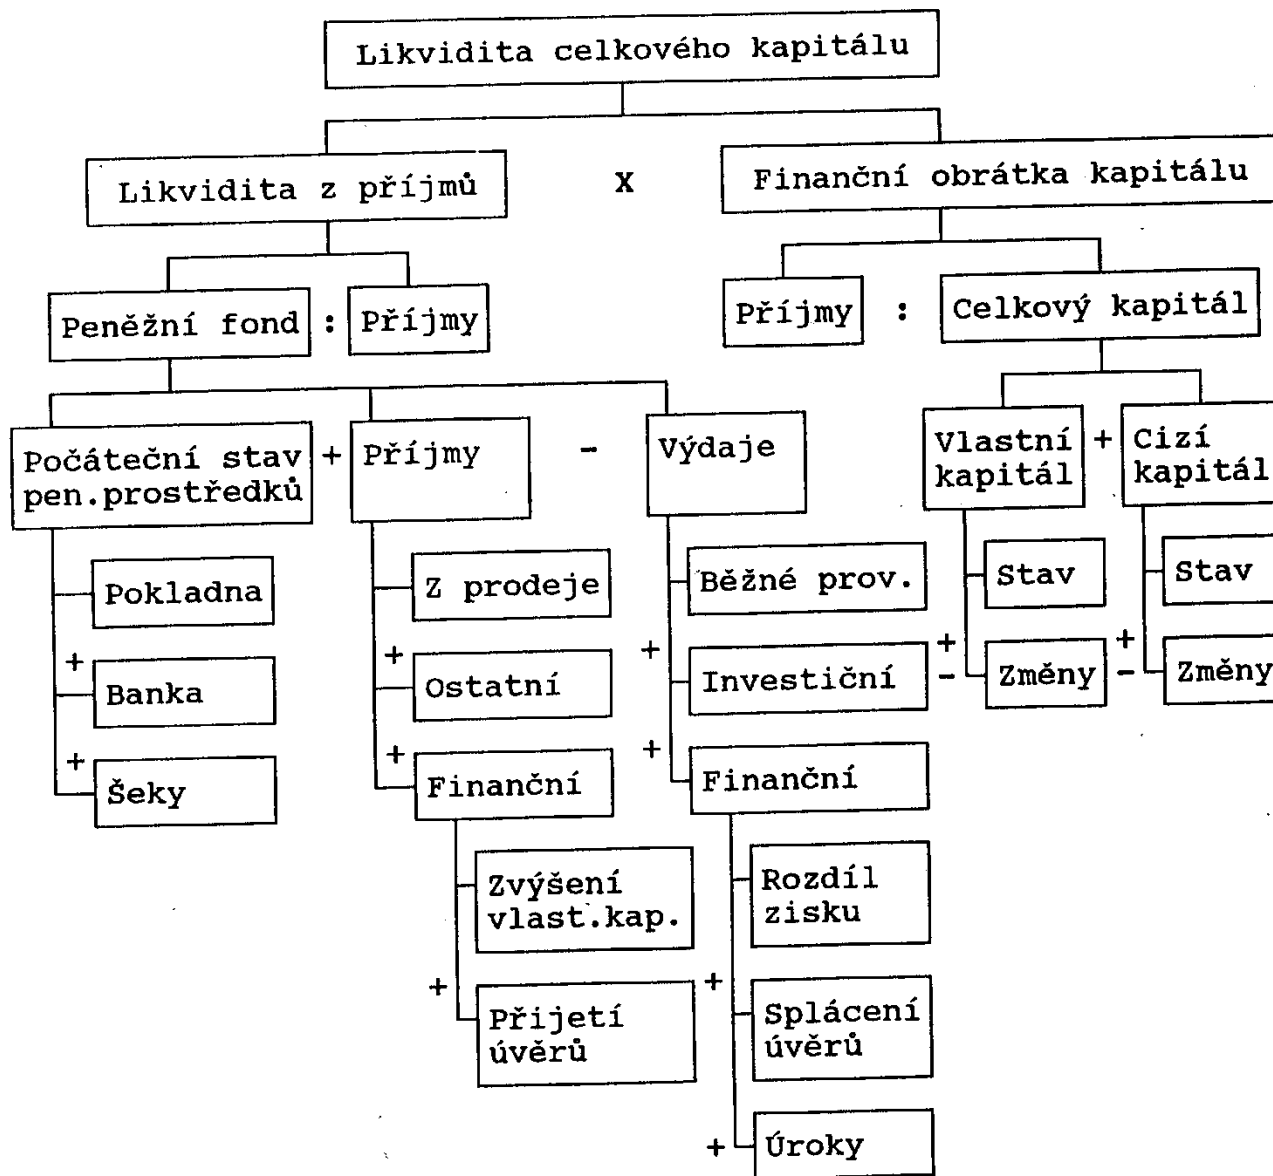 Likvidita celkového kapitálu
Likvidita z příjmů X Finanční obrátka kapitálu
Peněžní fond : Příjmy Příjmy : Celkový kapitál
Počáteční stav
pen.prostředků
+
Příjmy
-
Výdaje
Vlastní
kapitál
+
Cizí
kapitál
Pokladna
+
Banka
+
Šeky
Z prodeje
+
Ostatní
+
Finanční
Zvýšení
vlast.kap.
+
Přijetí
úvěrů
Běžné prov.
+
Investiční
+
Finanční
Rozdíl
zisku
+
Splácení
úvěrů
+
Úroky
Stav
+
-
Změny
Stav
+
-
Změny